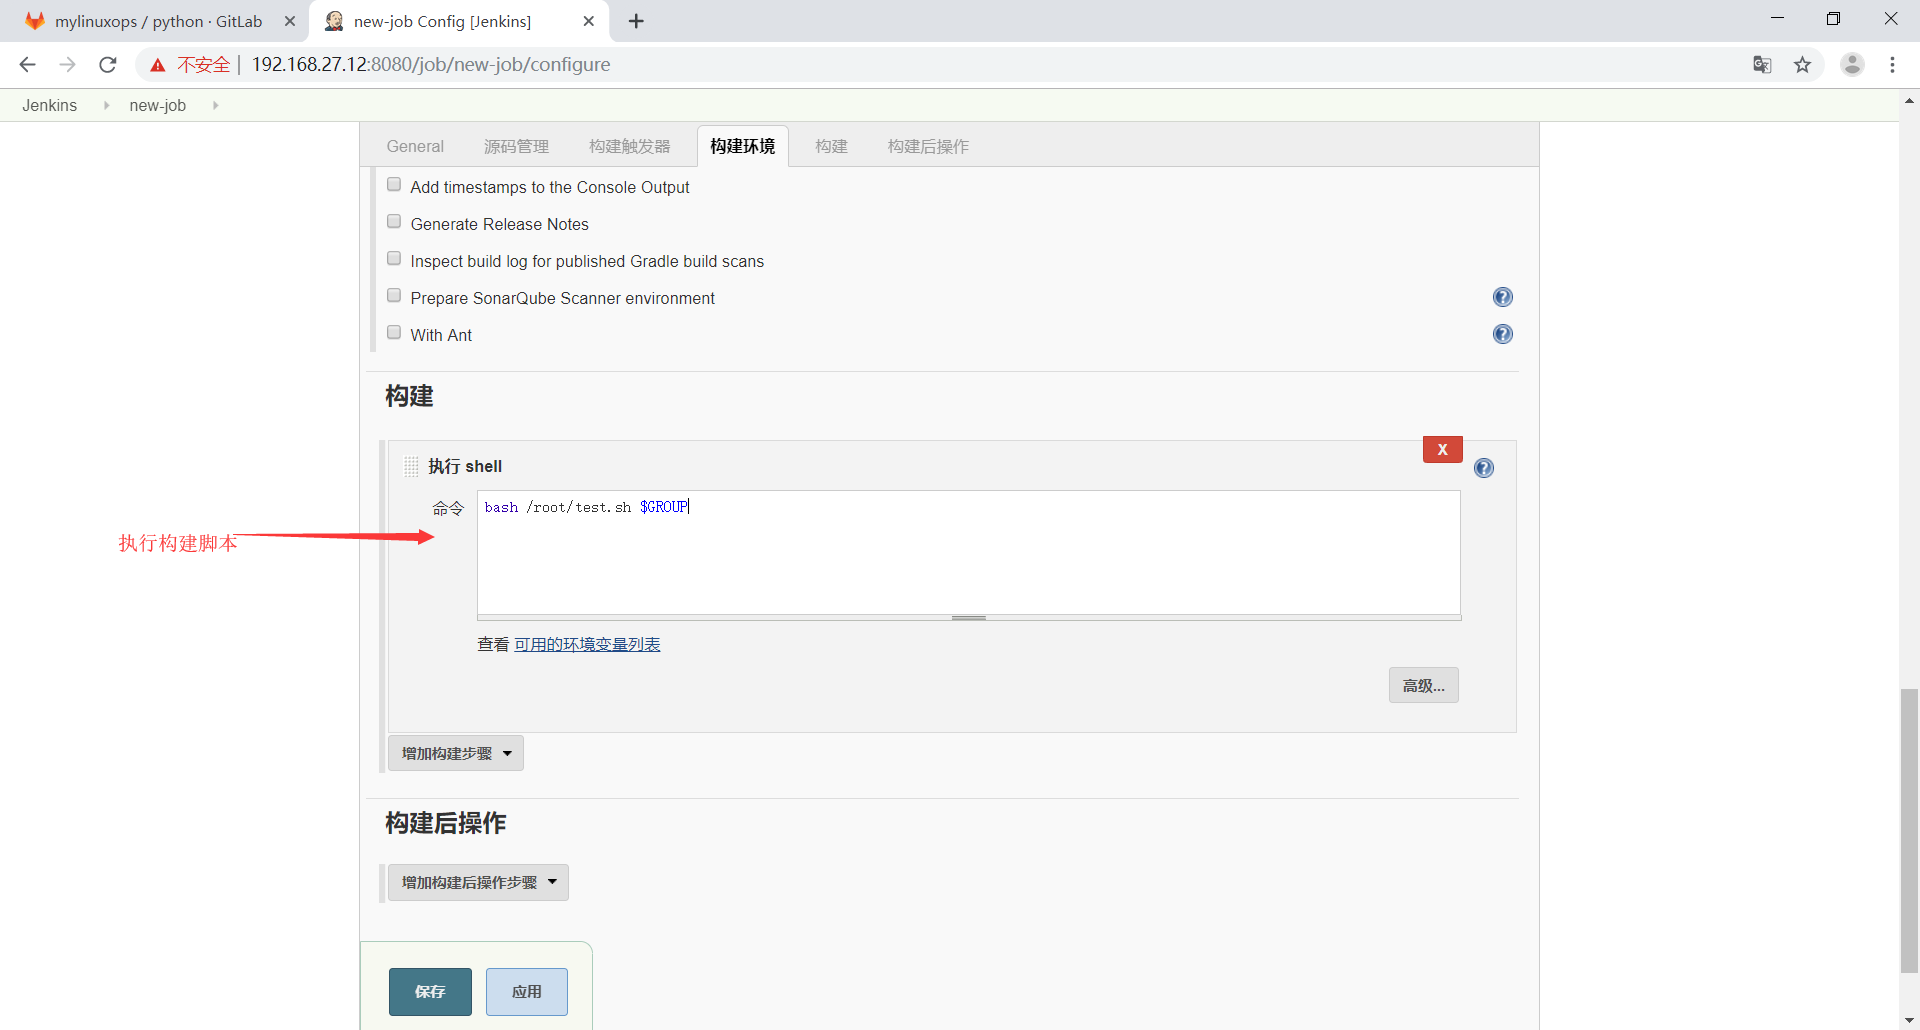 mylinuxops / python · GitLab
new-job Config [Jenkins]
不安全 | 192.168.27.12:8080/job/new-job/configure
Jenkins
new-job
General
源码管理
构建触发器
构建环境
构建
构建后操作
Add timestamps to the Console Output
Generate Release Notes
Inspect build log for published Gradle build scans
Prepare SonarQube Scanner environment
With Ant
构建
X
执行 shell
命令
bash /root/test.sh $GROUP
执行构建脚本
查看 可用的环境变量列表
高级...
增加构建步骤
构建后操作
增加构建后操作步骤
保存
应用